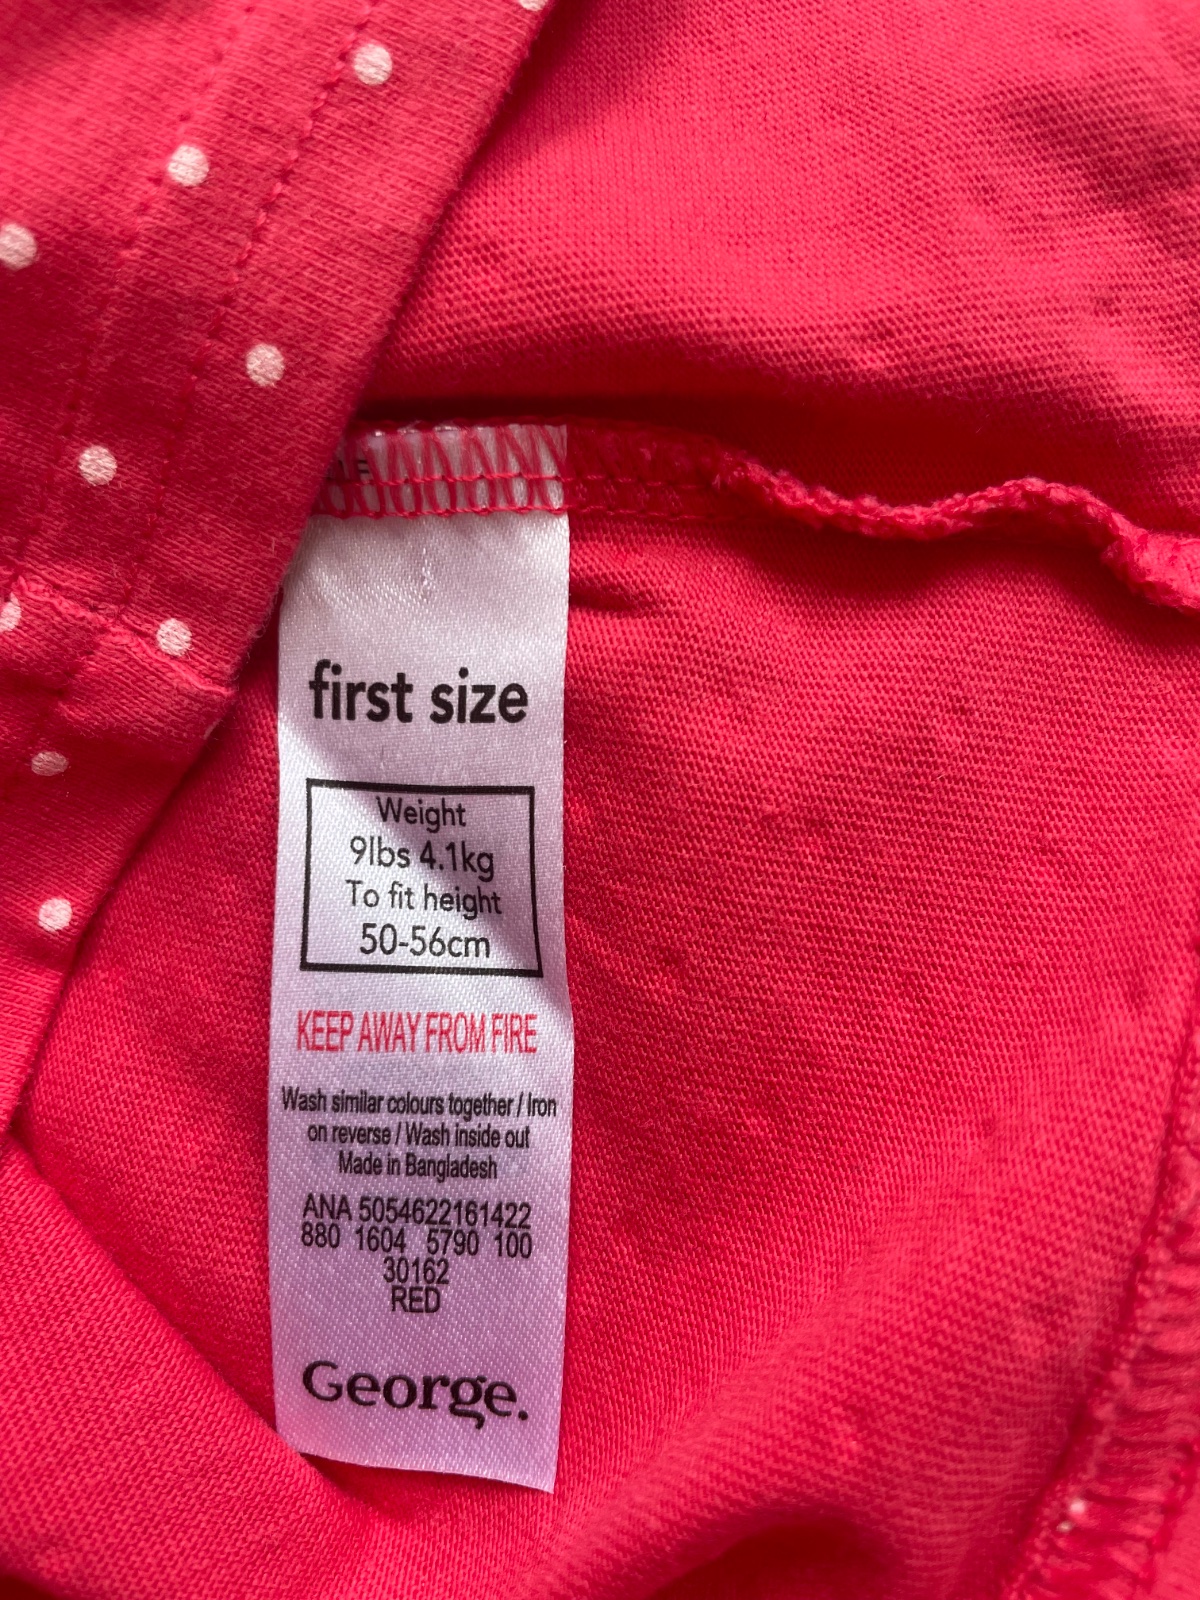 first size
Weight
9lbs 4.1kg
To fit height
50-56cm
KEEP AWAY FROM FIRE
Wash similar colours together / Iron
on reverse / Wash inside out
Made in Bangladesh
ANA 5054622161422
880 1604 5790 100
30162
RED
George.